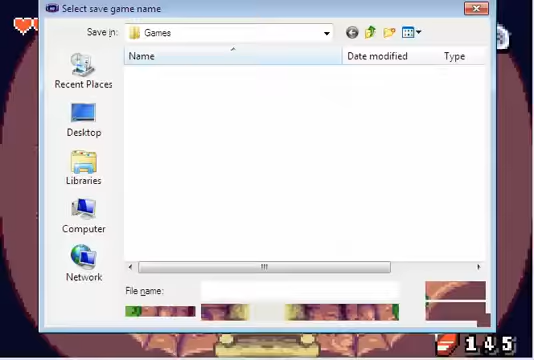 Select save game name
Save in: Games
Name Date modified Type
Recent Places
Desktop
Libraries
Computer
Network
File name:
145